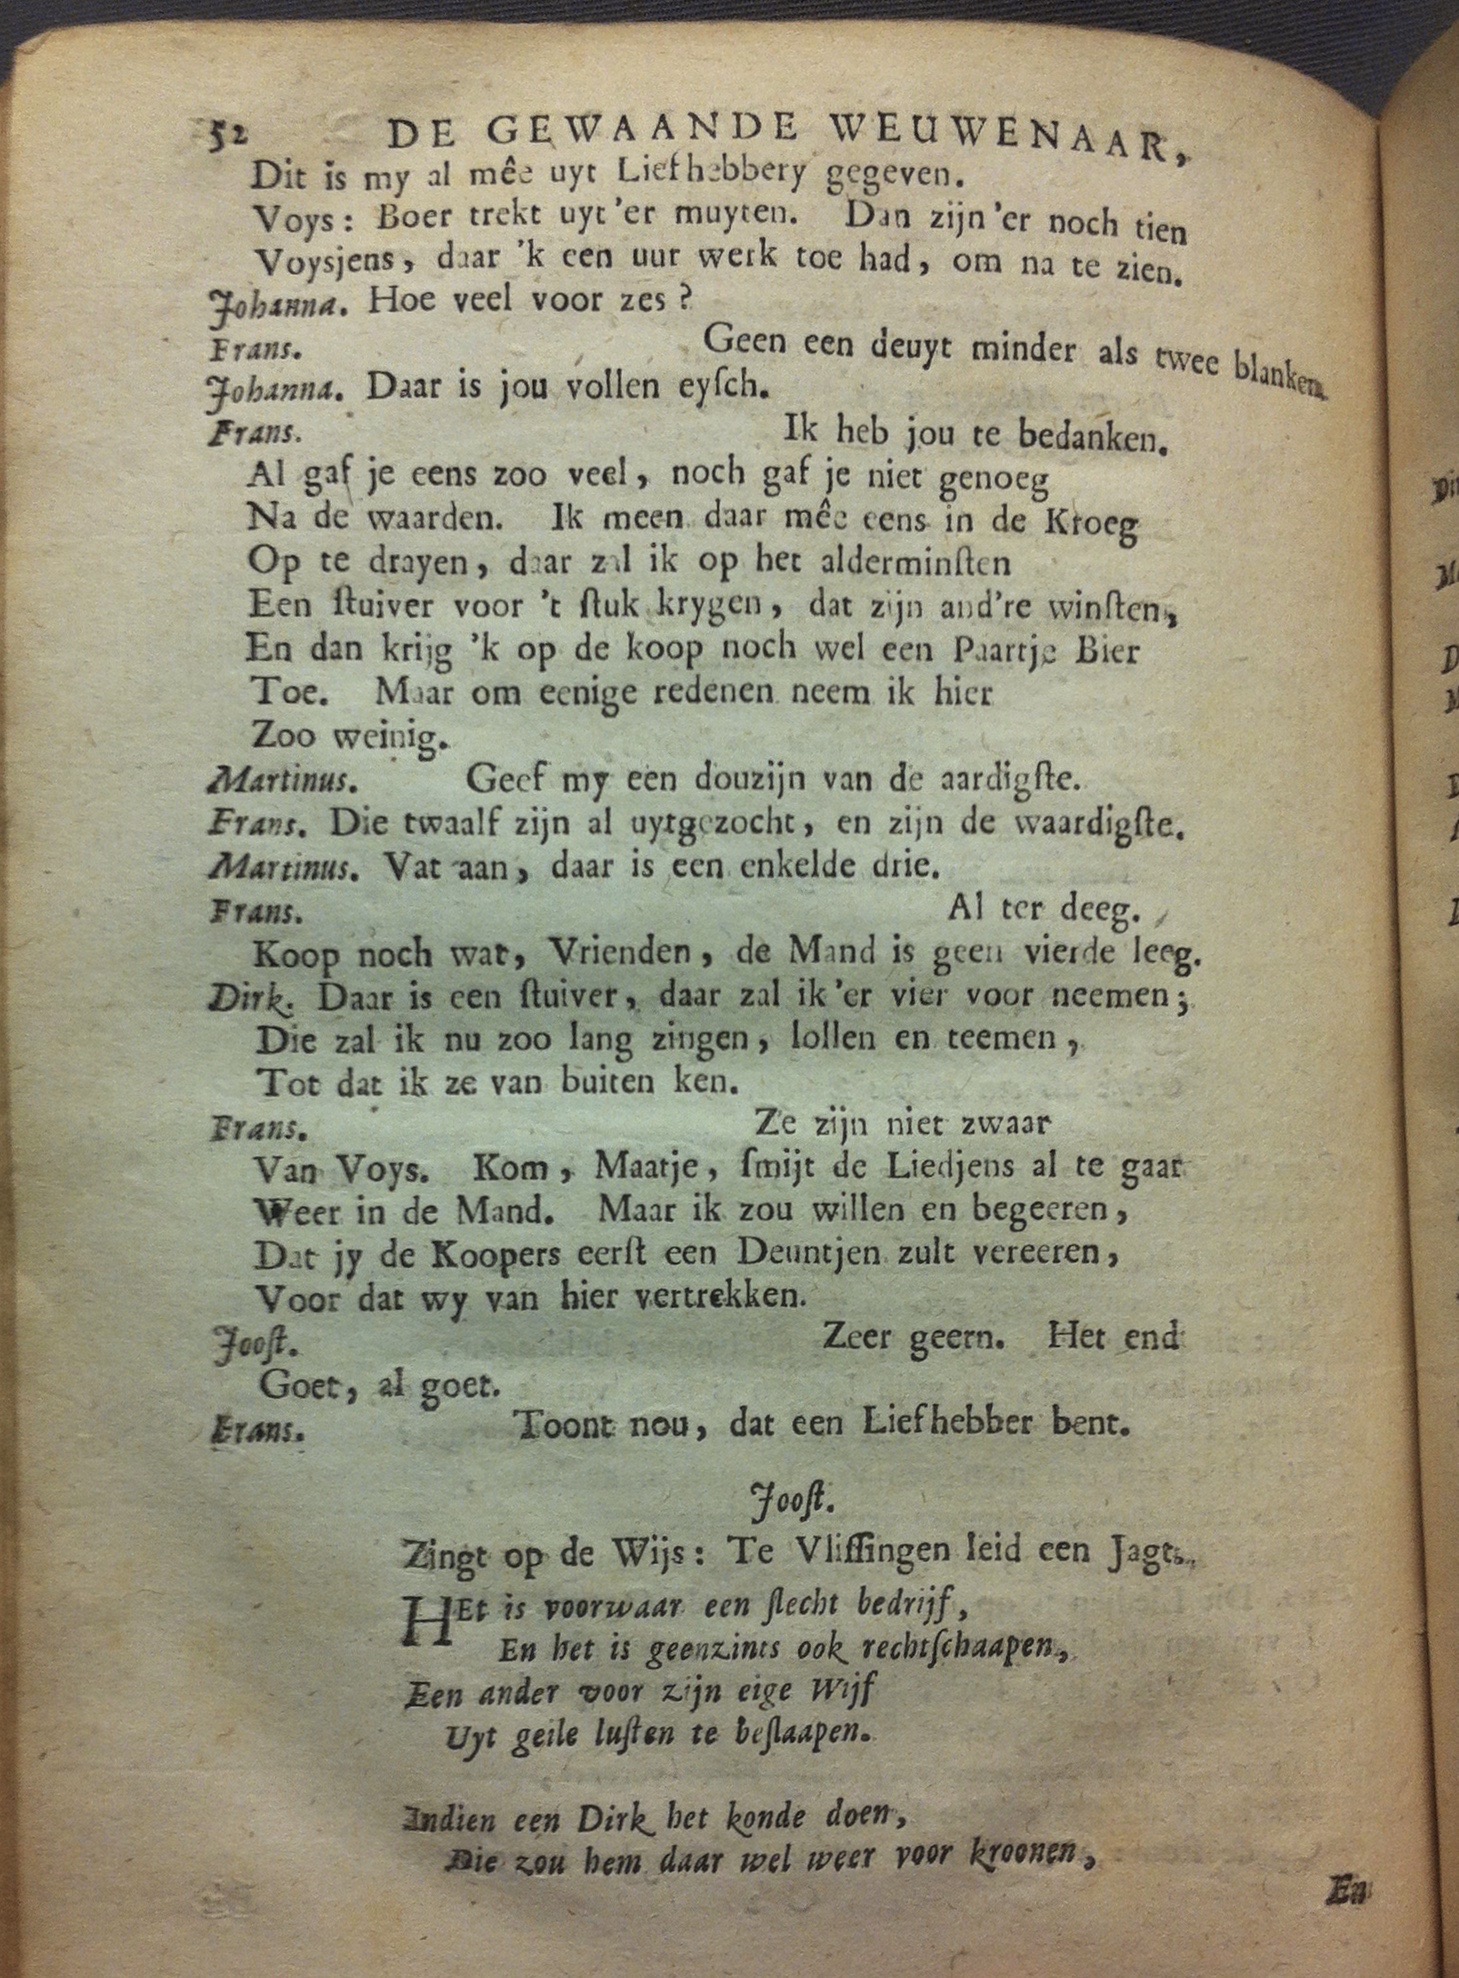 52 DE GEWAANDE WEUWENAAR,
Dit is my al mêe uyt Liefhebbery gegeven.
Voys: Boer trekt uyt 'er muyten. Dan zijn 'er noch tien
Voysjens, daar 'k een uur werk toe had, om na te zien.
Johanna. Hoe veel voor zes?
Frans. Geen een deuyt minder als twee blanken.
Johanna. Daar is jou vollen eyſch.
Frans. Ik heb jou te bedanken.
Al gaf je eens zoo veel, noch gaf je niet genoeg
Na de waarden. Ik meen daar mêe eens in de Kroeg
Op te drayen, daar zal ik op het alderminſten
Een ſtuiver voor 't ſtuk krygen, dat zijn and're winſten,
En dan krijg 'k op de koop noch wel een Paartje Bier
Toe. Maar om eenige redenen neem ik hier
Zoo weinig.
Martinus. Geef my een douzijn van de aardigſte.
Frans. Die twaalf zijn al uytgezocht, en zijn de waardigſte.
Martinus. Vat aan, daar is een enkelde drie.
Frans. Al ter deeg.
Koop noch wat, Vrienden, de Mand is geen vierde leeg.
Dirk. Daar is een ſtuiver, daar zal ik 'er vier voor neemen;
Die zal ik nu zoo lang zingen, lollen en teemen,
Tot dat ik ze van buiten ken.
Frans. Ze zijn niet zwaar
Van Voys. Kom, Maatje, ſmijt de Liedjens al te gaar
Weer in de Mand. Maar ik zou willen en begeeren,
Dat jy de Koopers eerſt een Deuntjen zult vereeren,
Voor dat wy van hier vertrekken.
Jooſt. Zeer geern. Het end
Goet, al goet.
Frans. Toont nou, dat een Liefhebber bent.
Jooſt.
Zingt op de Wijs: Te Vliſſingen leid een Jagt.
HEt is voorwaar een ſlecht bedrijf,
En het is geenzints ook rechtſchaapen,
Een ander voor zijn eige Wijf
Uyt geile luſten te beſlaapen.
Indien een Dirk het konde doen,
Die zou hem daar wel weer voor kroonen,
En